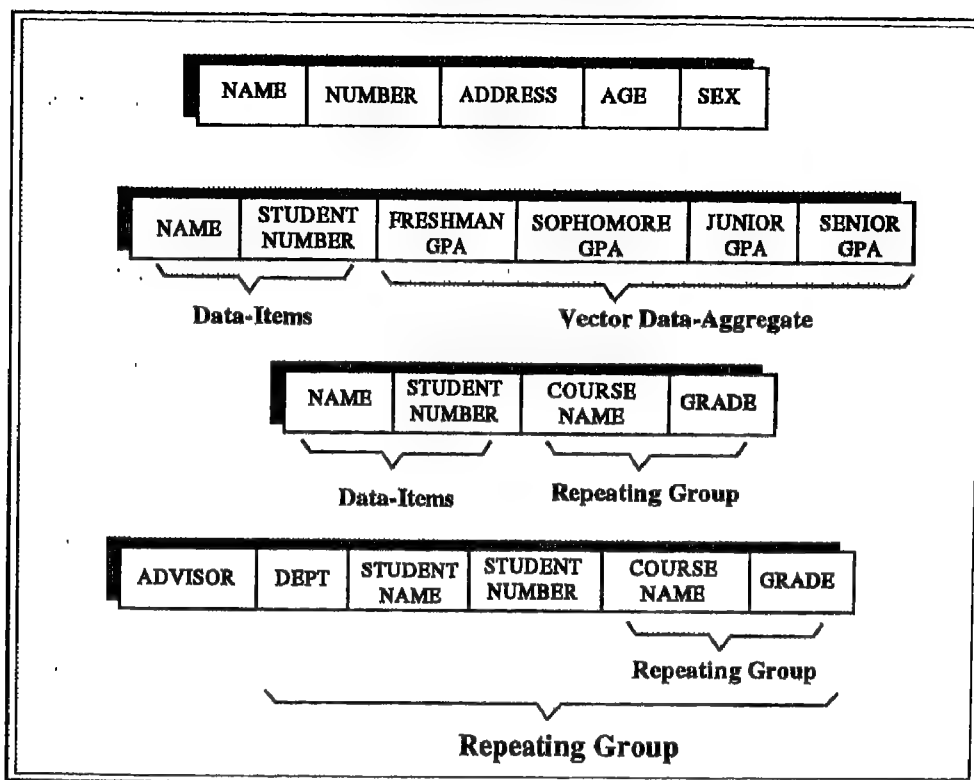 NAME NUMBER ADDRESS AGE SEX
NAME STUDENT NUMBER FRESHMAN GPA SOPHOMORE GPA JUNIOR GPA SENIOR GPA
Data-Items Vector Data-Aggregate
NAME STUDENT NUMBER COURSE NAME GRADE
Data-Items Repeating Group
ADVISOR DEPT STUDENT NAME STUDENT NUMBER COURSE NAME GRADE
Repeating Group
Repeating Group